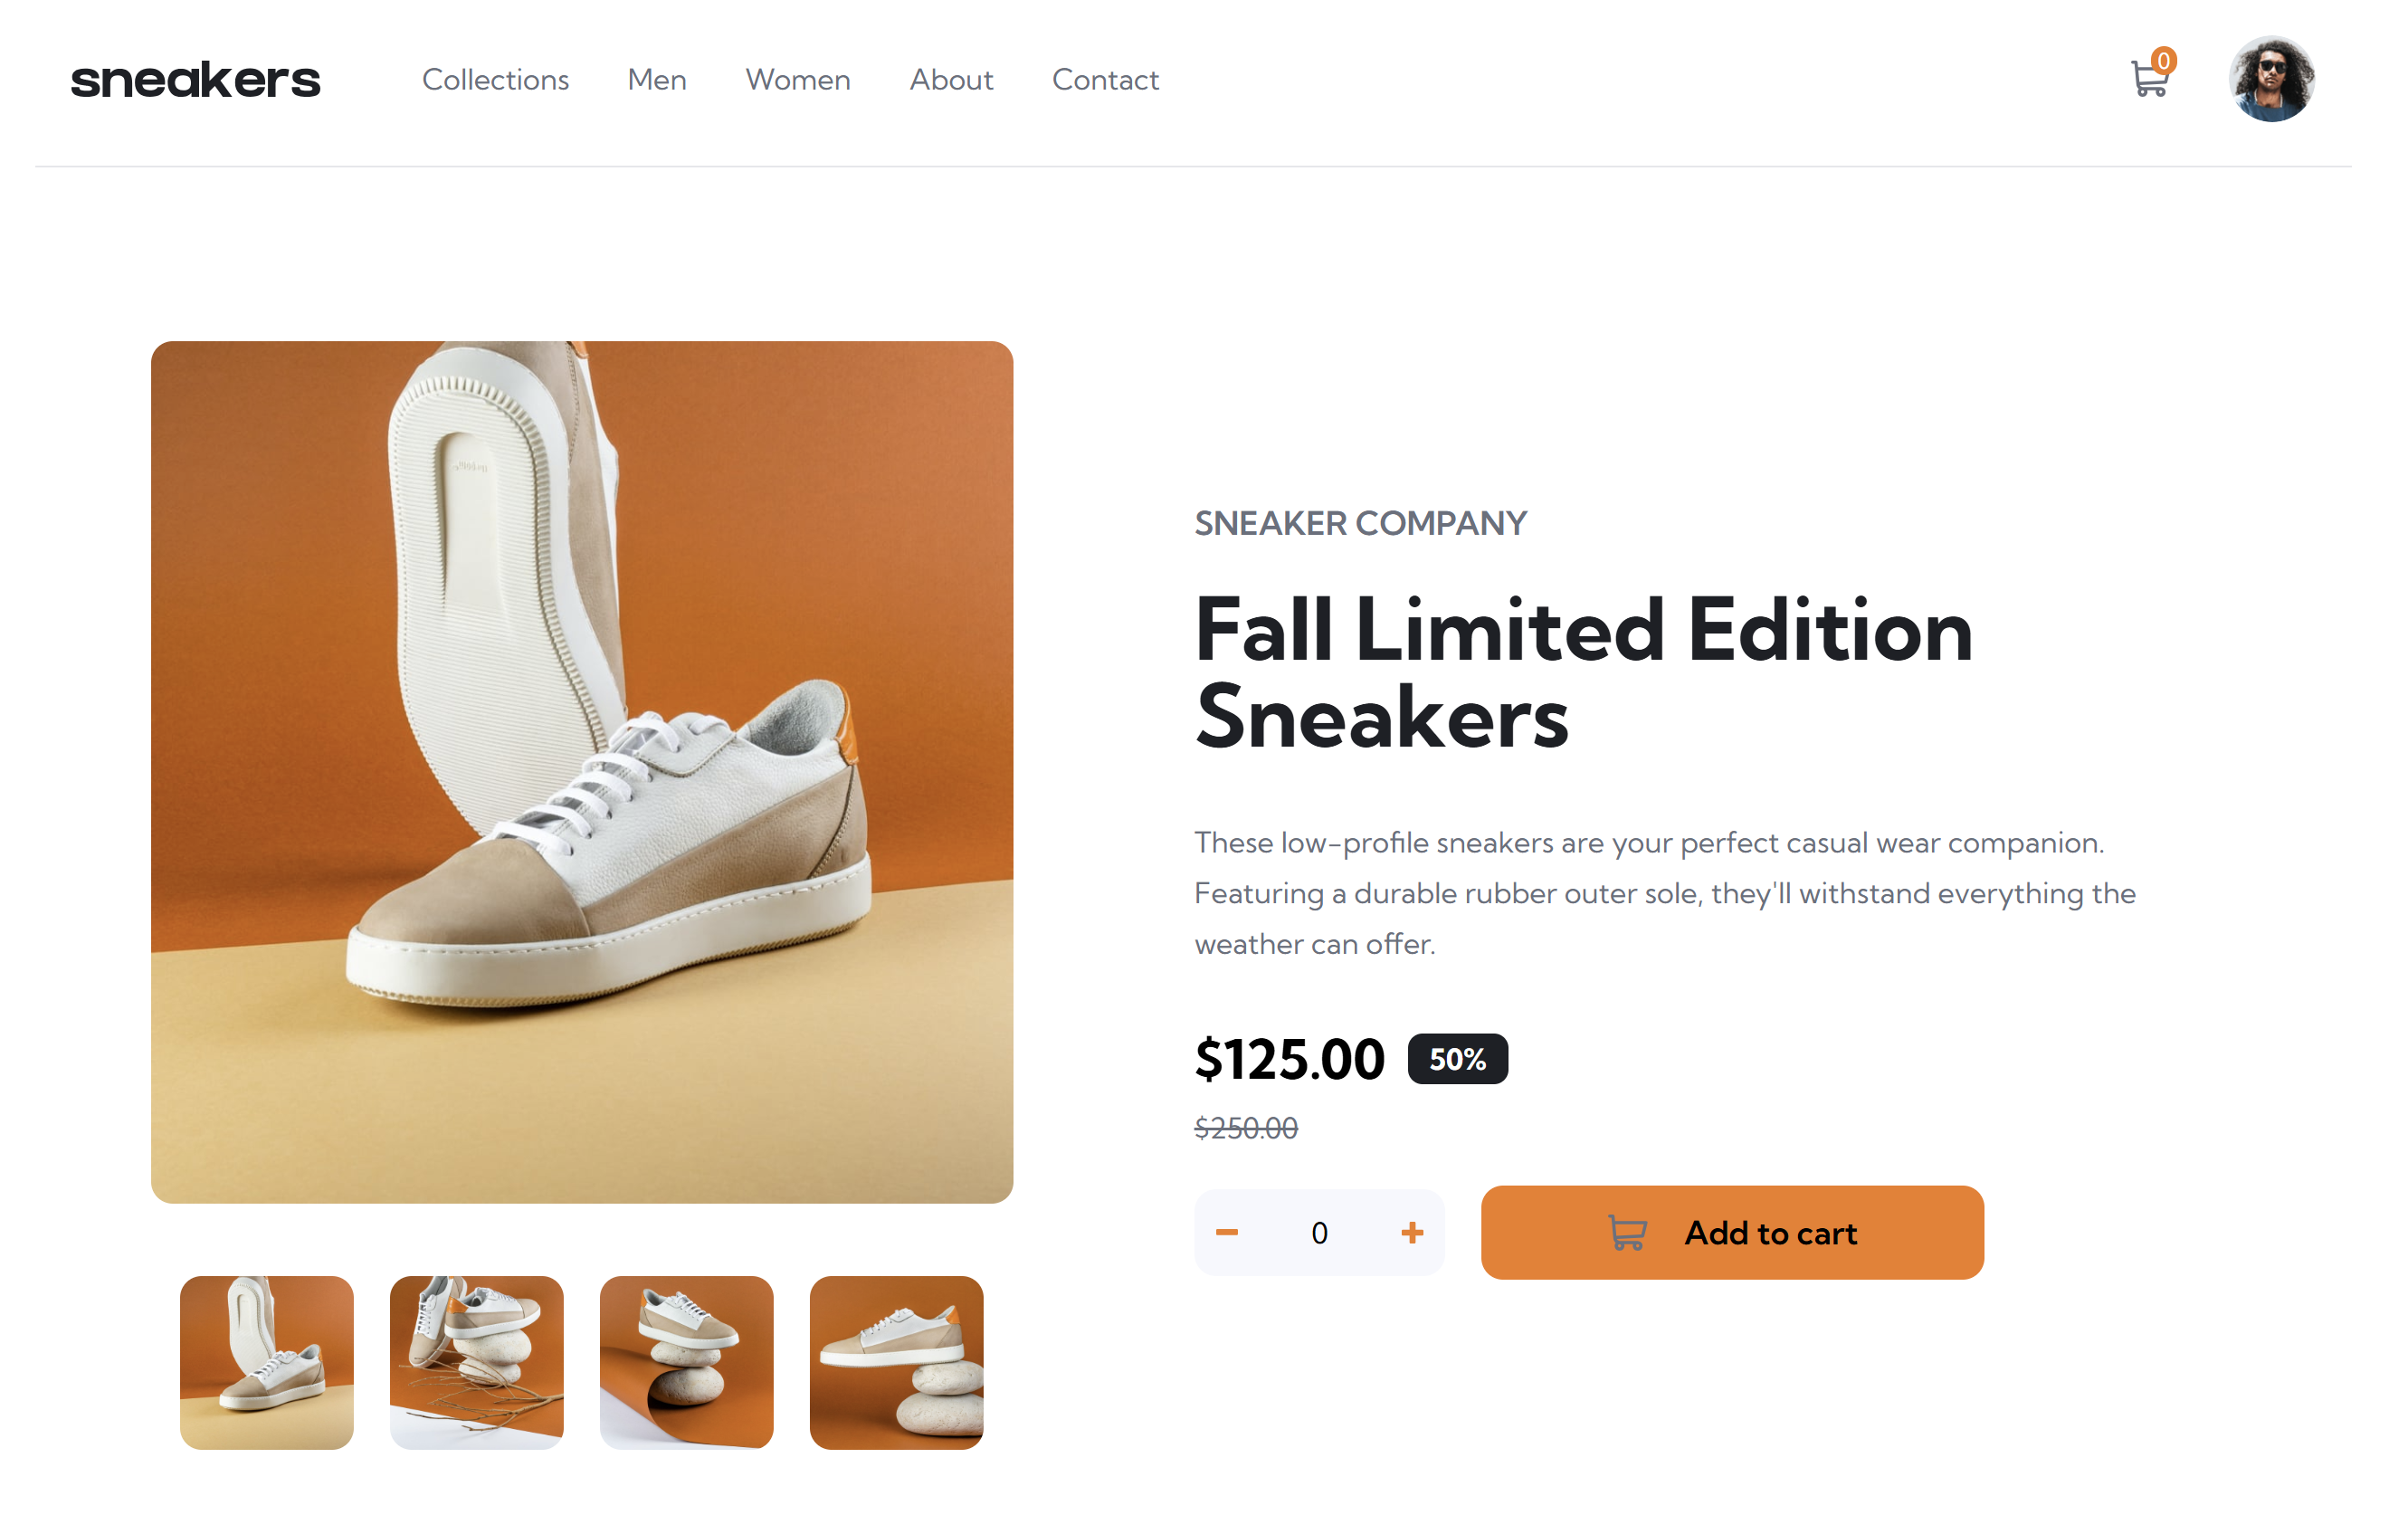 sneakers Collections Men Women About Contact 0
SNEAKER COMPANY
Fall Limited Edition
Sneakers
These low-profile sneakers are your perfect casual wear companion.
Featuring a durable rubber outer sole, they'll withstand everything the
weather can offer.
$125.00 50%
$250.00
0 Add to cart